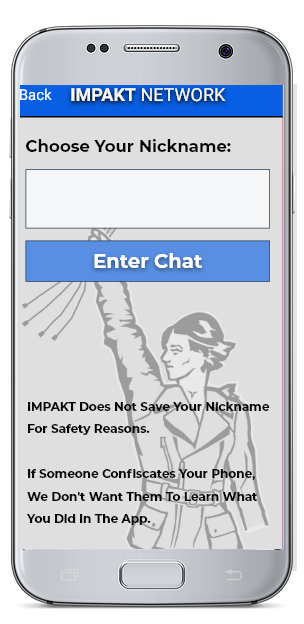 Back IMPAKT NETWORK
Choose Your Nickname:
Enter Chat
IMPAKT Does Not Save Your Nickname
For Safety Reasons.
If Someone Confiscates Your Phone,
We Don't Want Them To Learn What
You Did In The App.